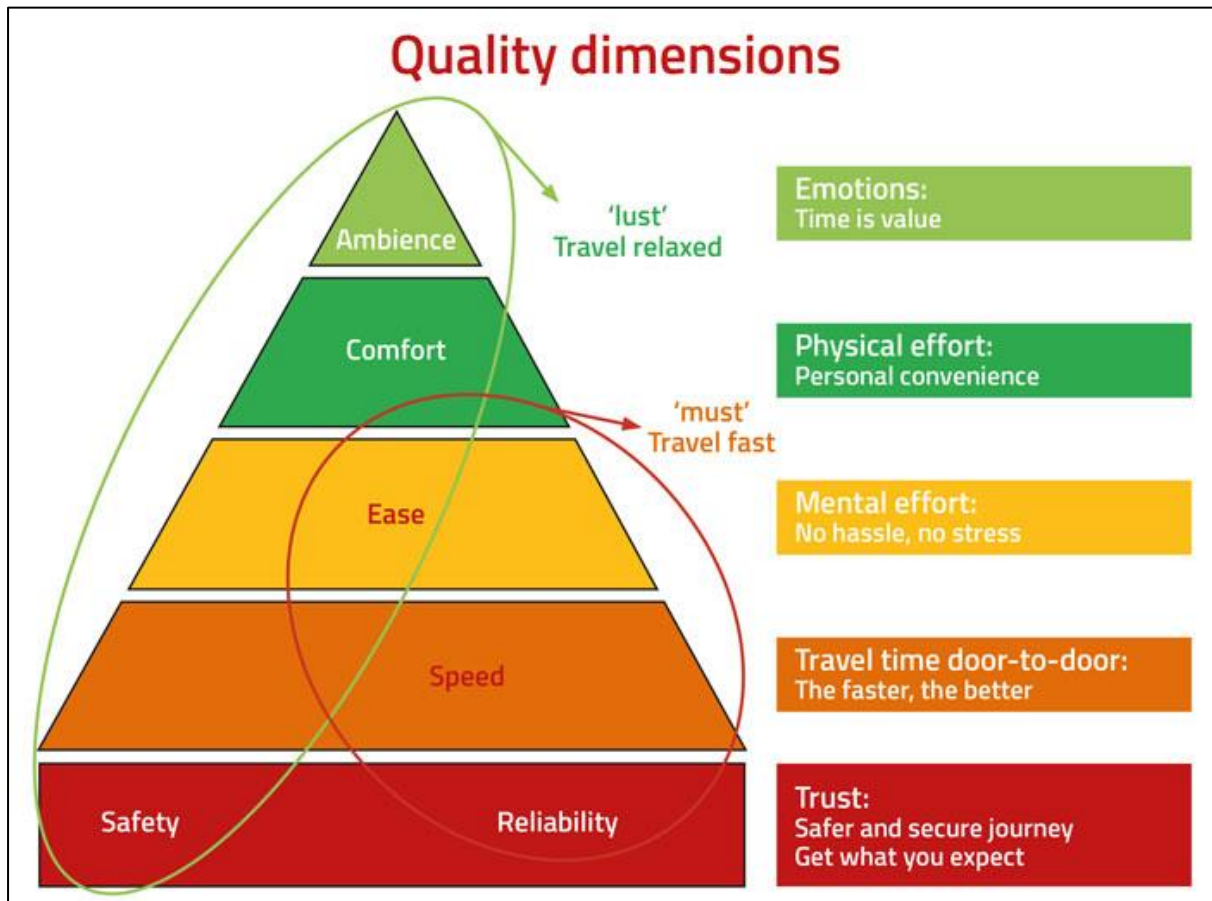 Quality dimensions
Ambience
‘lust’
Travel relaxed
Emotions:
Time is value
Comfort
Physical effort:
Personal convenience
‘must’
Travel fast
Ease
Mental effort:
No hassle, no stress
Speed
Travel time door-to-door:
The faster, the better
Safety
Reliability
Trust:
Safer and secure journey
Get what you expect